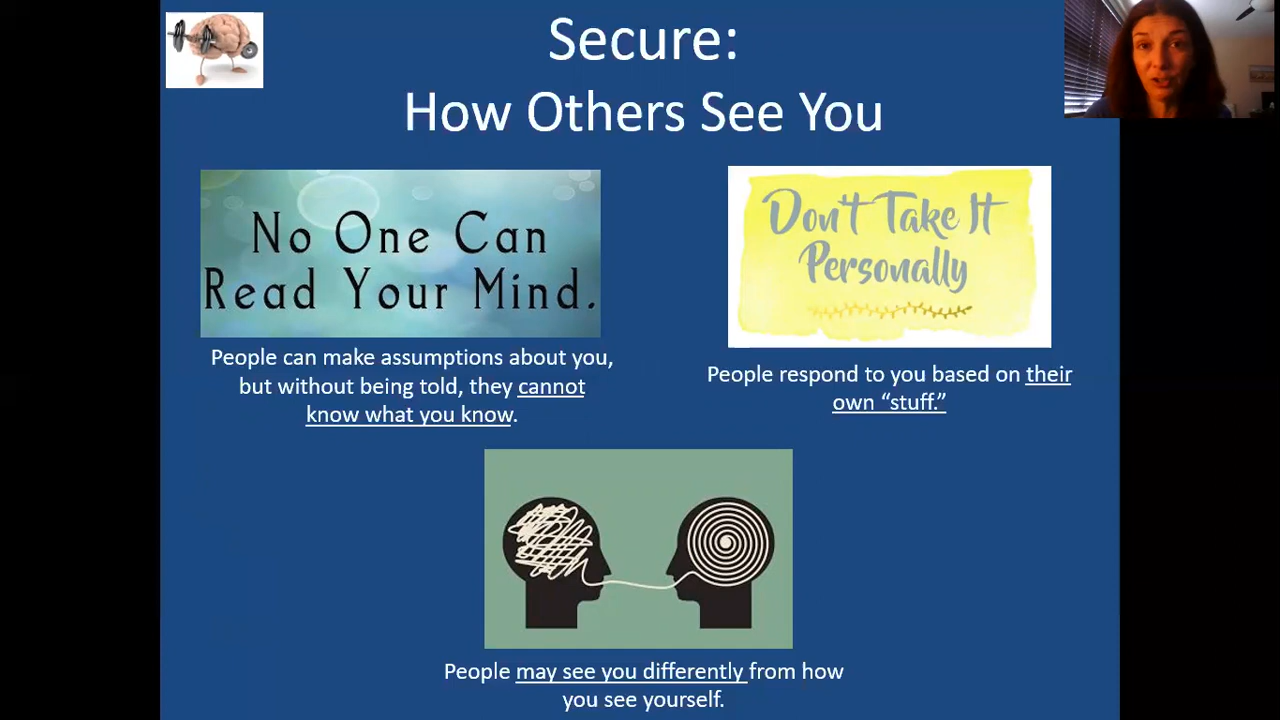 Secure:
How Others See You
No One Can
Read Your Mind.
People can make assumptions about you,
but without being told, they cannot
know what you know.
Don't Take It
Personally
People respond to you based on their
own “stuff.”
People may see you differently from how
you see yourself.